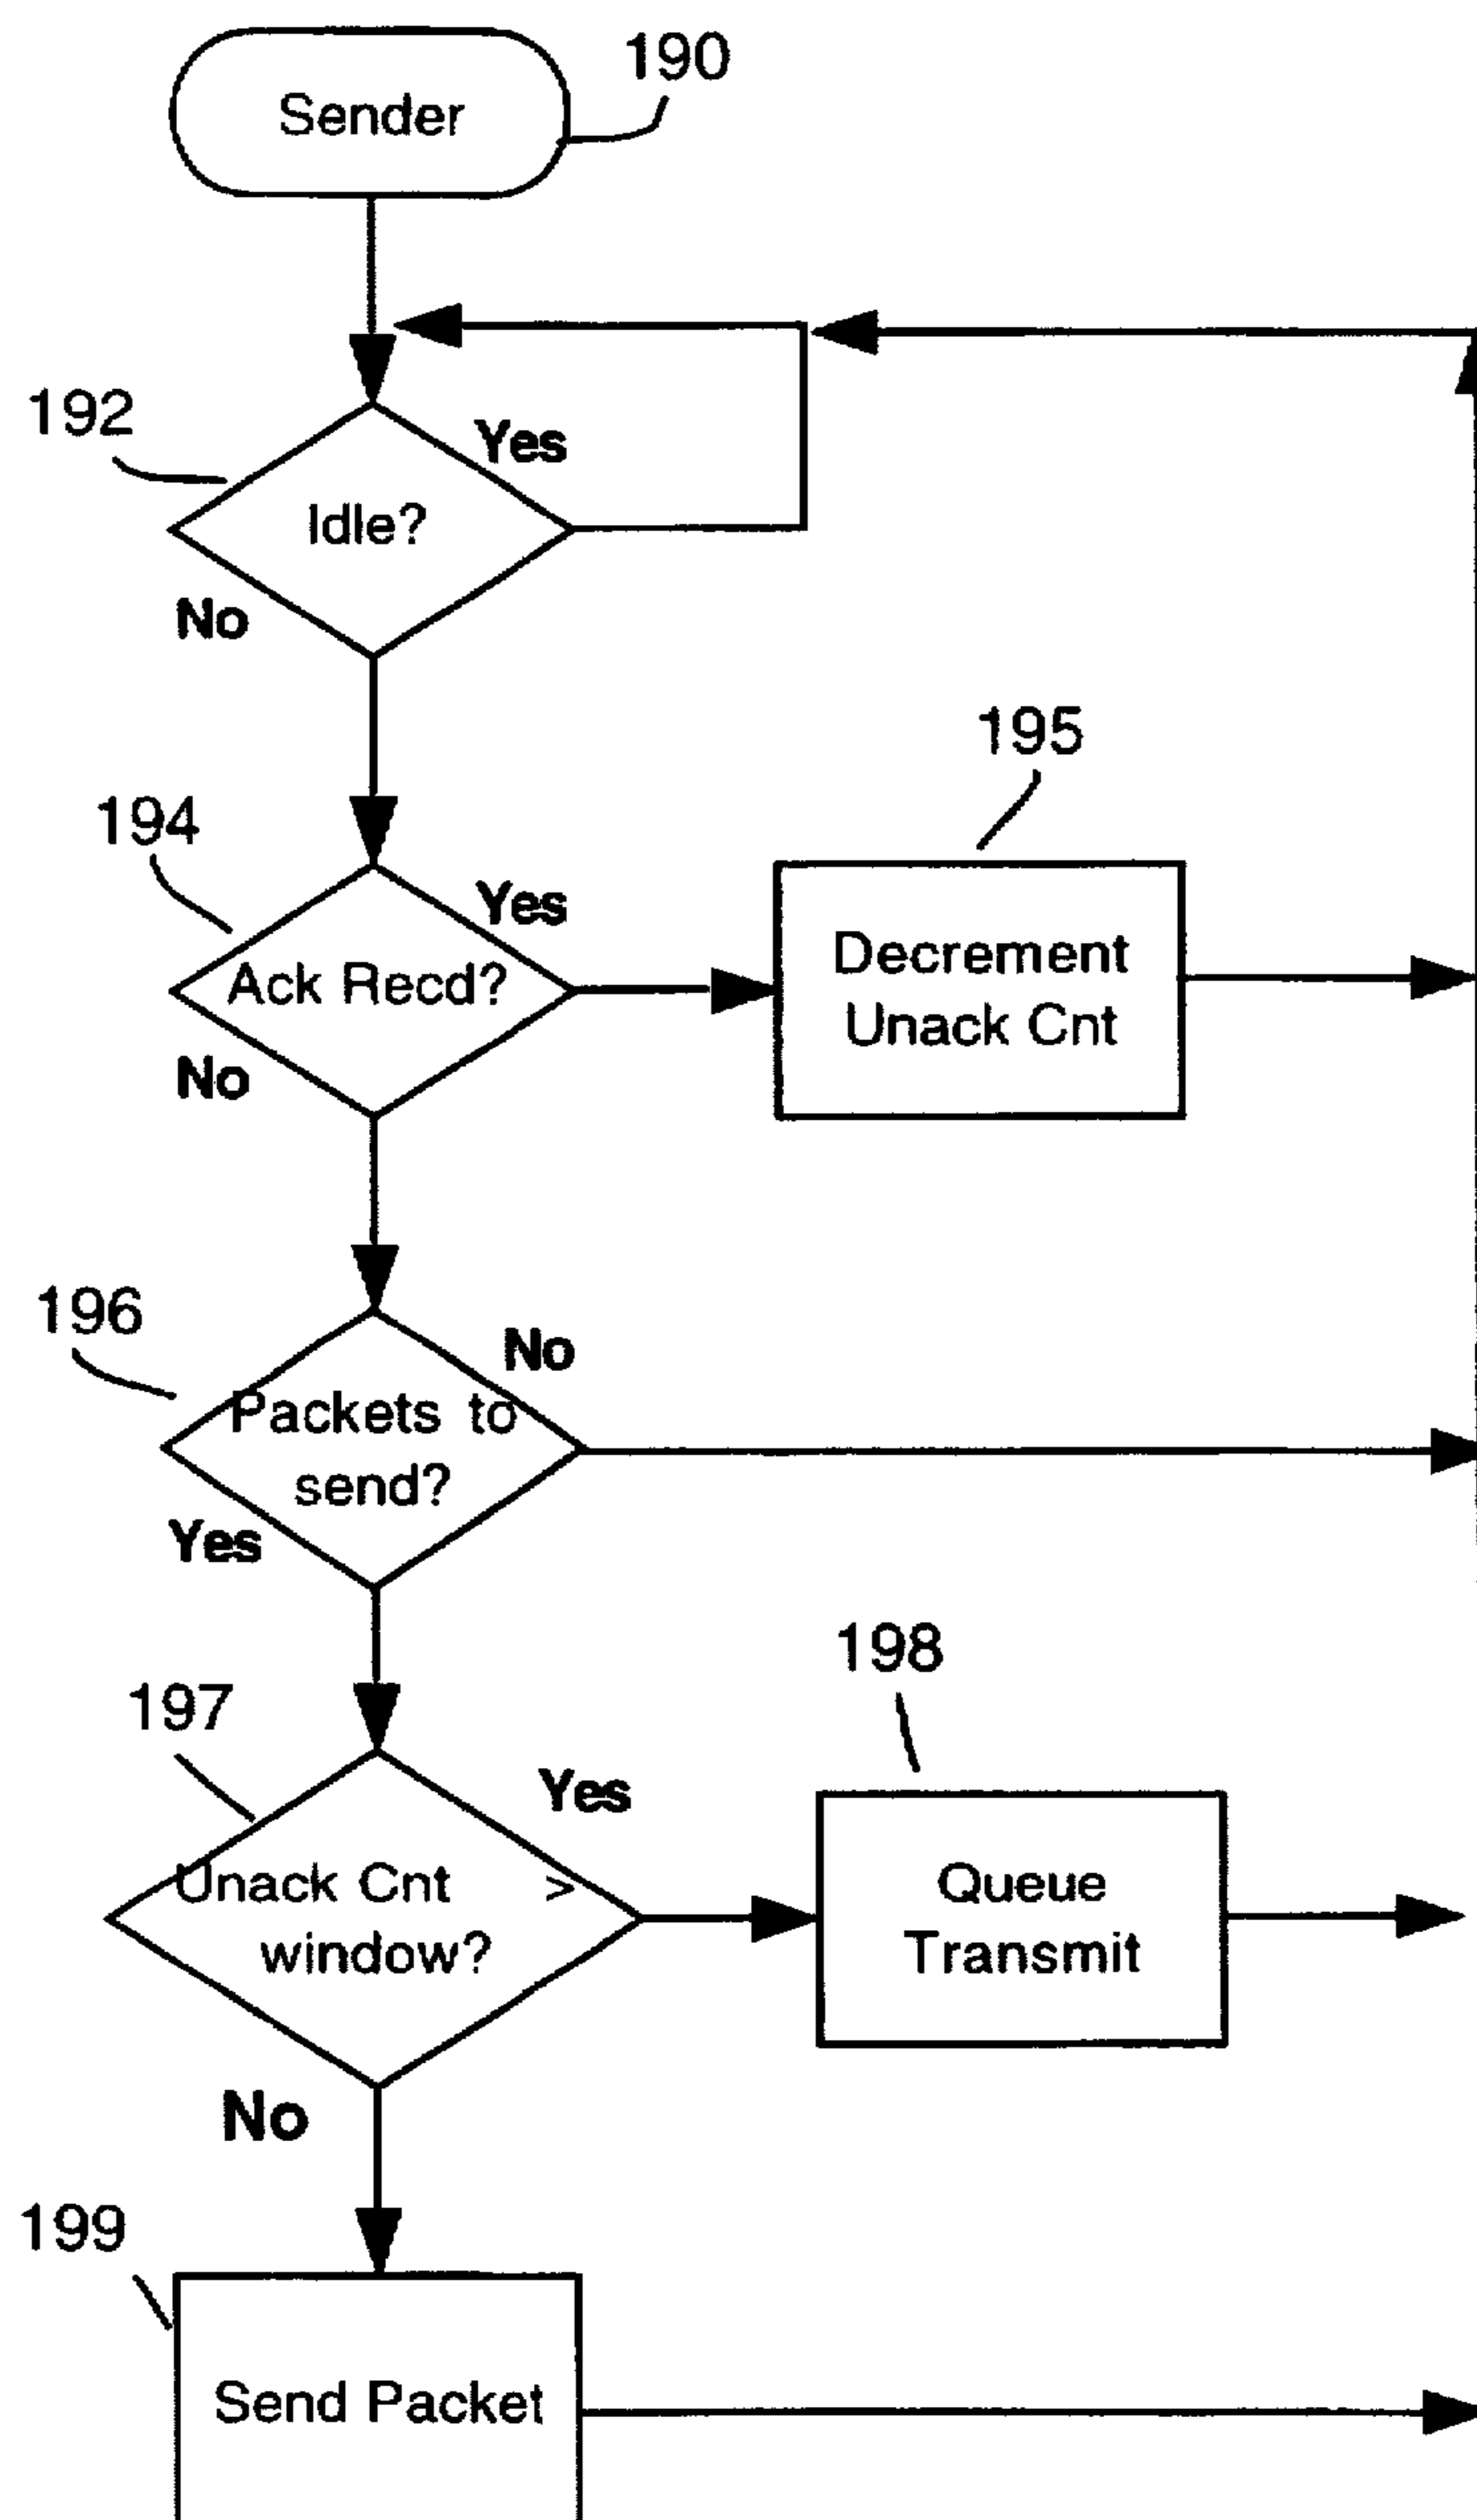 190
Sender
192
Yes
Idle?
No
195
194
Yes
Decrement
Ack Recd?
Unack Cnt
No
196
No
Packets to
send?
Yes
198
197
Yes
Unack Cnt >
window?
Queue
Transmit
No
199
Send Packet